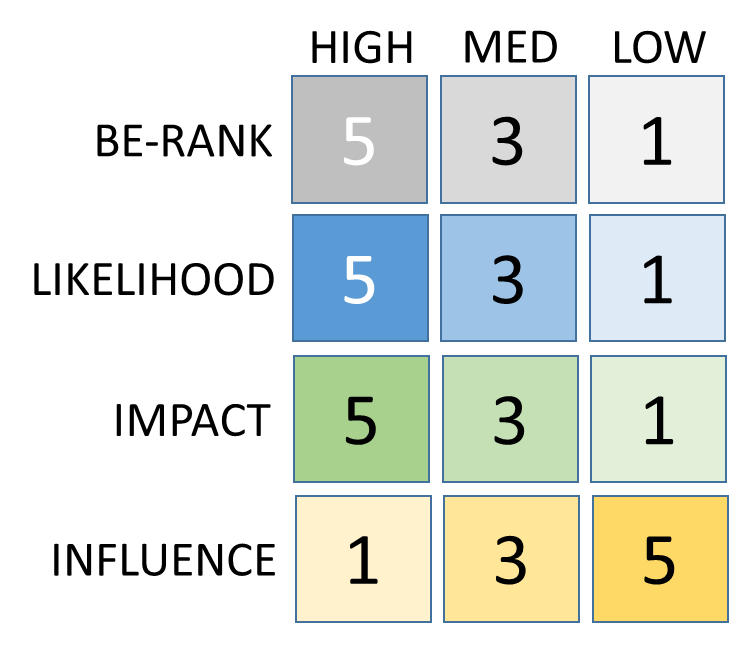 HIGH MED LOW
BE-RANK 5 3 1
LIKELIHOOD 5 3 1
IMPACT 5 3 1
INFLUENCE 1 3 5